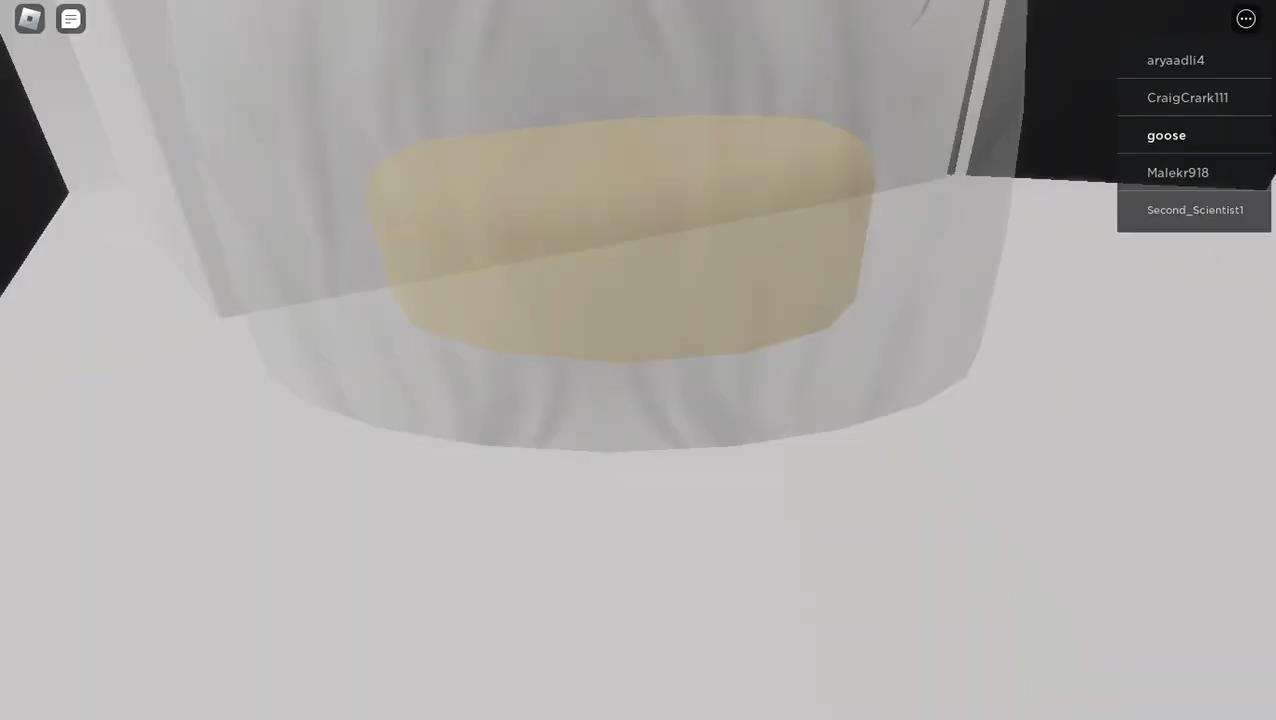 aryaadli4
CraigCrark111
goose
Malekr918
Second_Scientist1